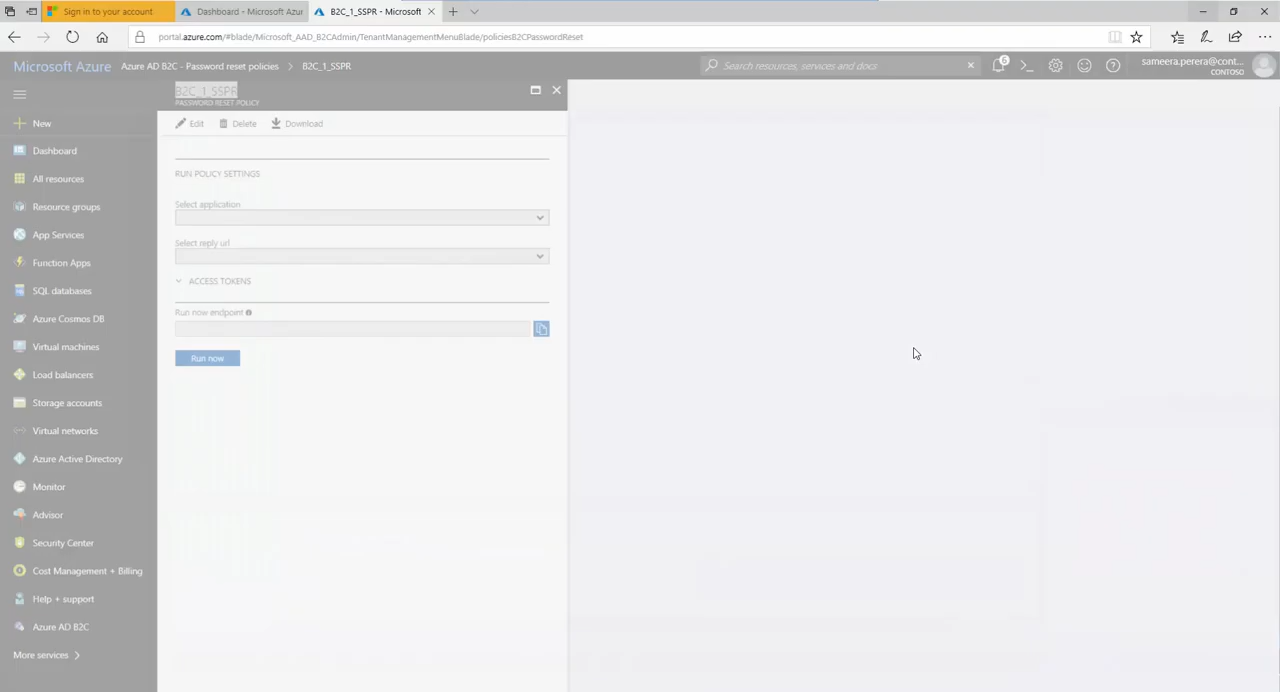 Sign in to your account
Dashboard - Microsoft Azur
B2C_1_SSPR - Microsoft
portal.azure.com/#blade/Microsoft_AAD_B2CAdmin/TenantManagementMenuBlade/policiesB2CPasswordReset
Microsoft Azure
Azure AD B2C - Password reset policies > B2C_1_SSPR
Search resources, services and docs
6
sameera.perera@cont...
CONTOSO
B2C_1_SSPR
PASSWORD RESET POLICY
New
Edit
Delete
Download
Dashboard
All resources
Resource groups
App Services
Function Apps
SQL databases
Azure Cosmos DB
Virtual machines
Load balancers
Storage accounts
Virtual networks
Azure Active Directory
Monitor
Advisor
Security Center
Cost Management + Billing
Help + support
Azure AD B2C
More services >
RUN POLICY SETTINGS
Select application
Select reply url
ACCESS TOKENS
Run now endpoint
Run now